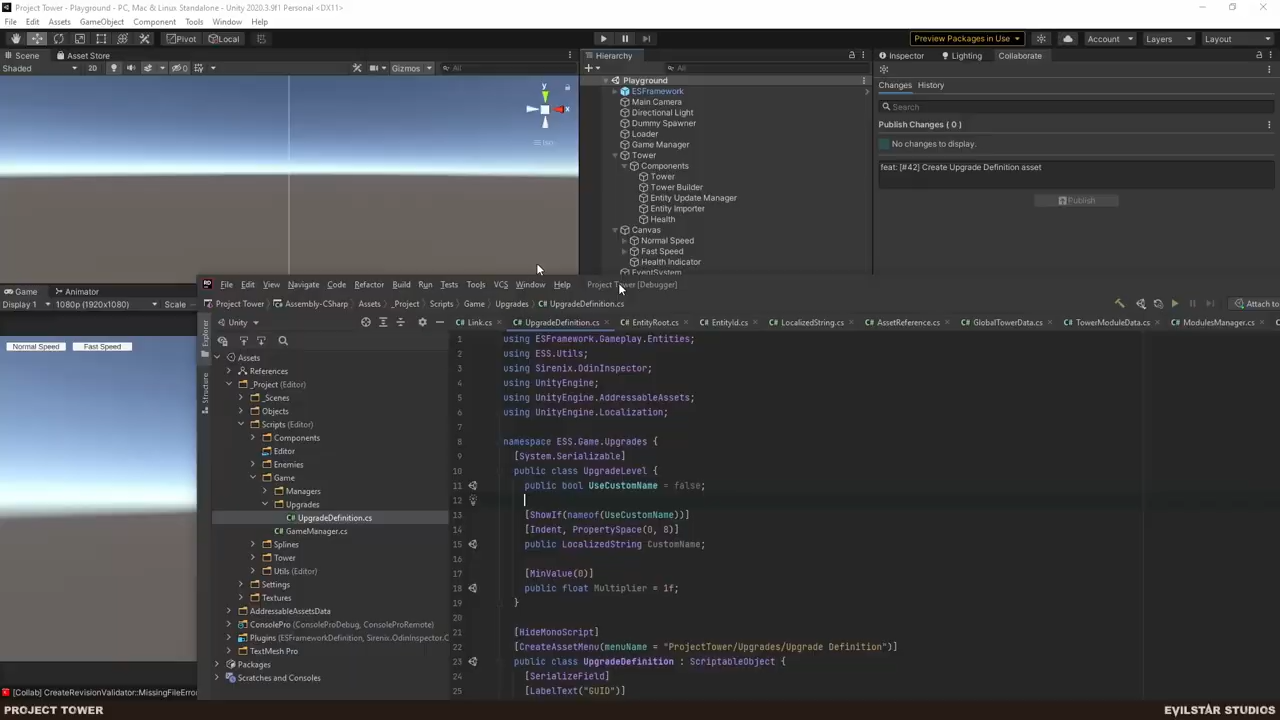 Project Tower - Playground - PC, Mac & Linux Standalone - Unity 2020.3.9f1 Personal <DX11>
File Edit Assets GameObject Component Tools Window Help
Pivot Local Preview Packages in Use Account Layers Layout
Scene Asset Store
Shaded 2D 0 Gizmos All
y
x
Iso
Hierarchy
All
Playground
ESFramework
Main Camera
Directional Light
Dummy Spawner
Loader
Game Manager
Tower
Components
Tower
Tower Builder
Entity Update Manager
Entity Importer
Health
Canvas
Normal Speed
Fast Speed
Health Indicator
EventSystem
Inspector Lighting Collaborate
Changes History
Search
Publish Changes ( 0 )
No changes to display.
feat: [#42] Create Upgrade Definition asset
Publish
Game Animator
Display 1 1080p (1920x1080) Scale
Normal Speed Fast Speed
[Collab] CreateRevisionValidator::MissingFileError
File Edit View Navigate Code Refactor Build Run Tests Tools VCS Window Help Project Tower [Debugger]
Project Tower Assembly-CSharp Assets _Project Scripts Game Upgrades UpgradeDefinition.cs
Attach to
Explorer
Structure
Unity
Link.cs UpgradeDefinition.cs EntityRoot.cs EntityId.cs LocalizedString.cs AssetReference.cs GlobalTowerData.cs TowerModuleData.cs ModulesManager.cs
Assets
References
_Project (Editor)
_Scenes
Objects
Scripts (Editor)
Components
Editor
Enemies
Game
Managers
Upgrades
UpgradeDefinition.cs
GameManager.cs
Splines
Tower
Utils (Editor)
Settings
Textures
AddressableAssetsData
ConsolePro (ConsoleProDebug, ConsoleProRemote)
Plugins (ESFrameworkDefinition, Sirenix.OdinInspector.C
TextMesh Pro
Packages
Scratches and Consoles
1 using ESFramework.Gameplay.Entities;
2 using ESS.Utils;
3 using Sirenix.OdinInspector;
4 using UnityEngine;
5 using UnityEngine.AddressableAssets;
6 using UnityEngine.Localization;
7
8 namespace ESS.Game.Upgrades {
9 [System.Serializable]
10 public class UpgradeLevel {
11 public bool UseCustomName = false;
12
13 [ShowIf(nameof(UseCustomName))]
14 [Indent, PropertySpace(0, 8)]
15 public LocalizedString CustomName;
16
17 [MinValue(0)]
18 public float Multiplier = 1f;
19 }
20
21 [HideMonoScript]
22 [CreateAssetMenu(menuName = "ProjectTower/Upgrades/Upgrade Definition")]
23 public class UpgradeDefinition : ScriptableObject {
24 [SerializeField]
25 [LabelText("GUID")]
PROJECT TOWER
EVILSTAR STUDIOS